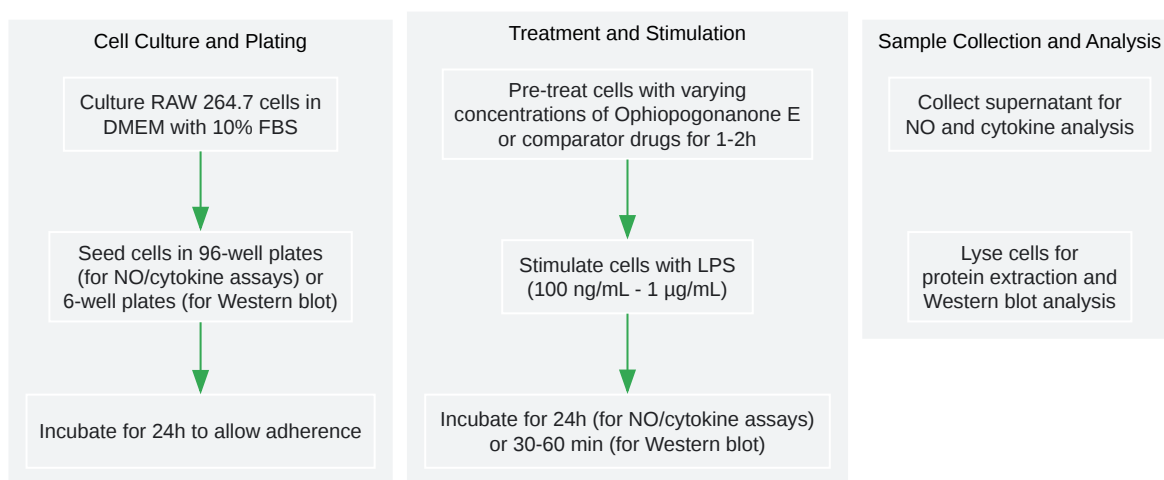 Cell Culture and Plating
Culture RAW 264.7 cells in
DMEM with 10% FBS
Seed cells in 96-well plates
(for NO/cytokine assays) or
6-well plates (for Western blot)
Incubate for 24h to allow adherence
Treatment and Stimulation
Pre-treat cells with varying
concentrations of Ophiopogonanone E
or comparator drugs for 1-2h
Stimulate cells with LPS
(100 ng/mL - 1 µg/mL)
Incubate for 24h (for NO/cytokine assays)
or 30-60 min (for Western blot)
Sample Collection and Analysis
Collect supernatant for
NO and cytokine analysis
Lyse cells for
protein extraction and
Western blot analysis